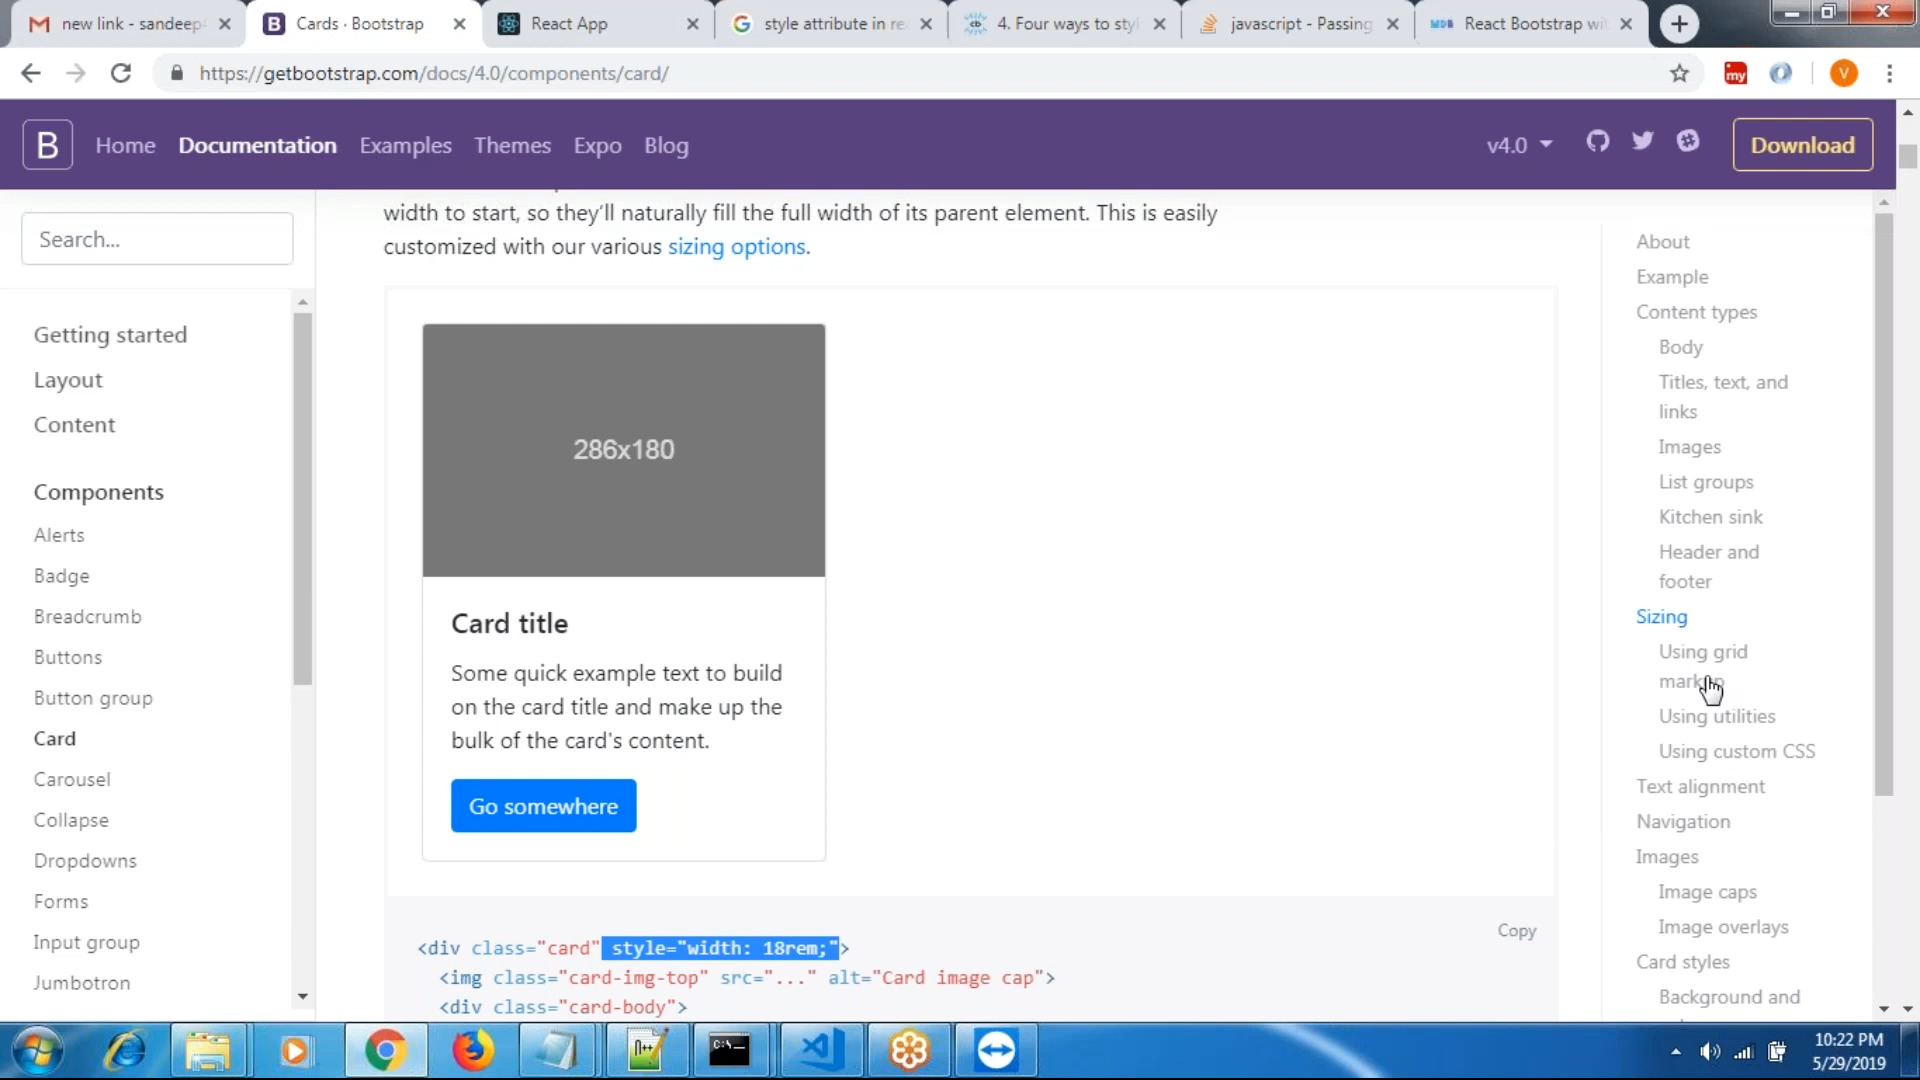 new link - sandeep
Cards · Bootstrap
React App
style attribute in re
4. Four ways to styl
javascript - Passing
MDB
React Bootstrap wi
https://getbootstrap.com/docs/4.0/components/card/
my
V
B
Home
Documentation
Examples
Themes
Expo
Blog
v4.0
Download
Search...
Getting started
Layout
Content
Components
Alerts
Badge
Breadcrumb
Buttons
Button group
Card
Carousel
Collapse
Dropdowns
Forms
Input group
Jumbotron
width to start, so they’ll naturally fill the full width of its parent element. This is easily
customized with our various sizing options.
286x180
Card title
Some quick example text to build
on the card title and make up the
bulk of the card's content.
Go somewhere
Copy
<div class="card" style="width: 18rem;">
<img class="card-img-top" src="..." alt="Card image cap">
<div class="card-body">
About
Example
Content types
Body
Titles, text, and
links
Images
List groups
Kitchen sink
Header and
footer
Sizing
Using grid
markup
Using utilities
Using custom CSS
Text alignment
Navigation
Images
Image caps
Image overlays
Card styles
Background and
10:22 PM
5/29/2019